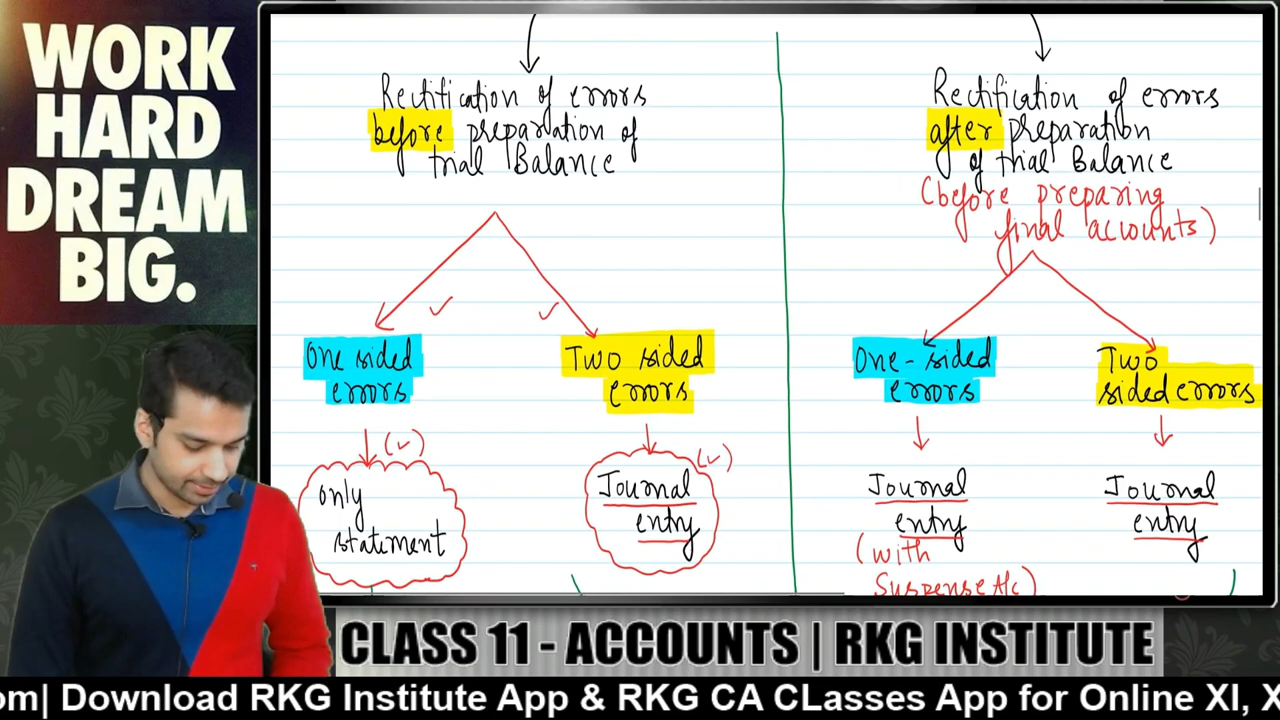 WORK
HARD
DREAM
BIG.
Rectification of errors
before preparation of
trial Balance
One sided
errors
Two sided
errors
only
statement
Journal
entry
Rectification of errors
after preparation
of trial Balance
(before preparing
final accounts)
One-sided
errors
Two
sided errors
Journal
entry
(with
Suspense A/c)
Journal
entry
CLASS 11 - ACCOUNTS | RKG INSTITUTE
om| Download RKG Institute App & RKG CA CLasses App for Online XI, X